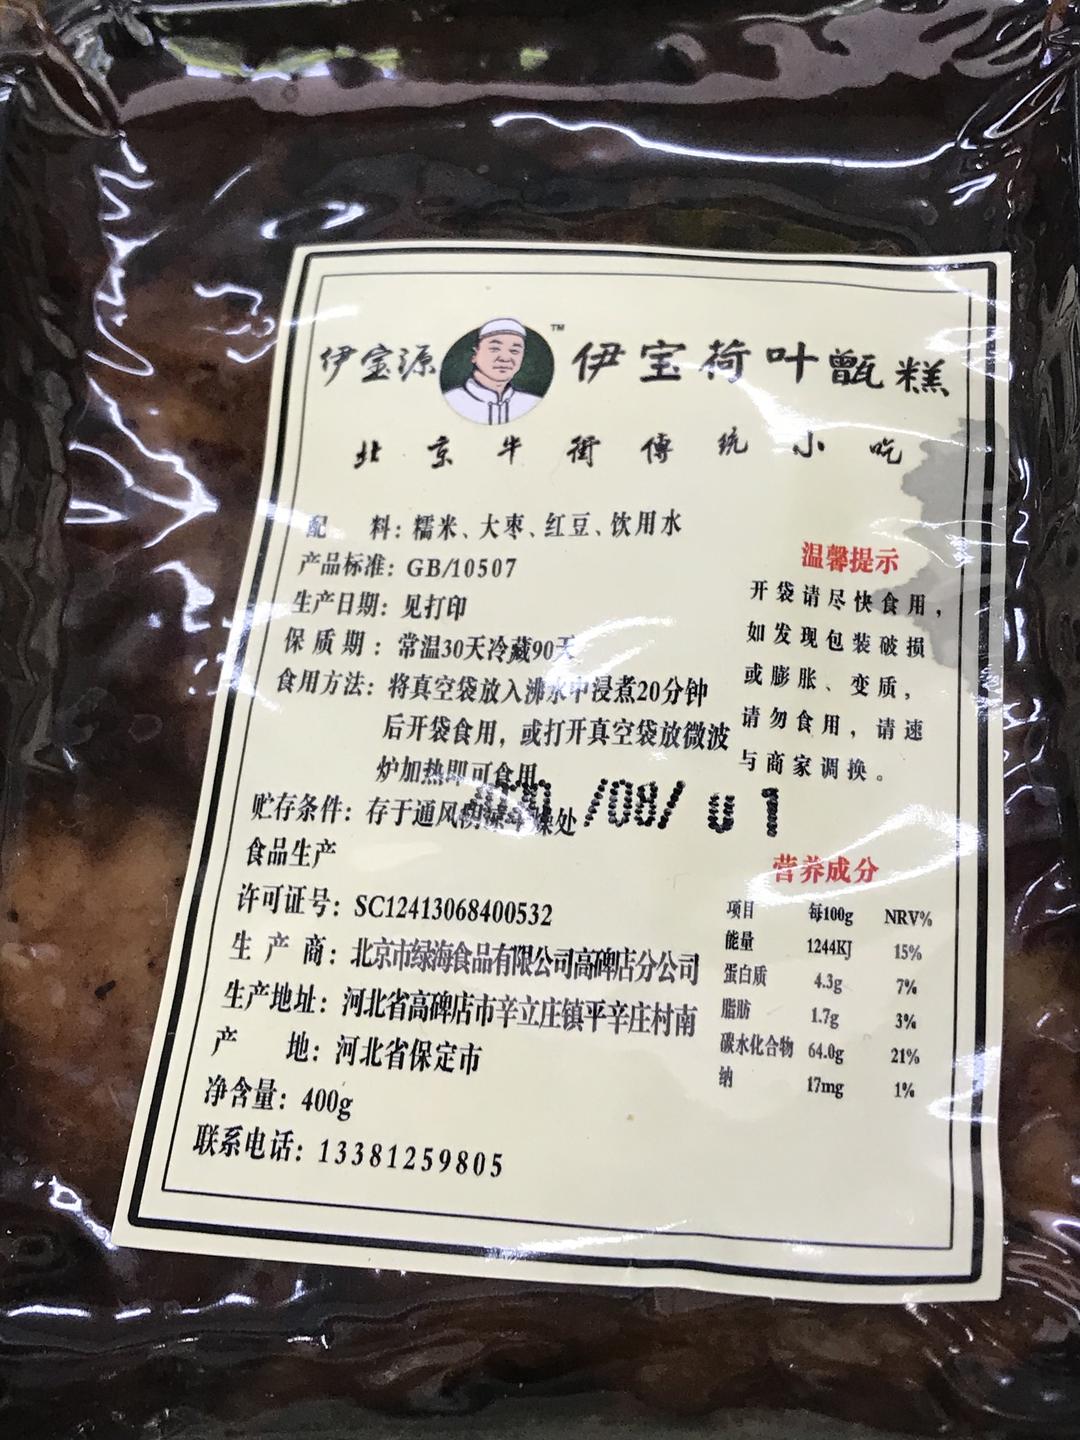 伊宝源 TM 伊宝荷叶甑糕
北京牛街傳统小吃
配 料：糯米、大枣、红豆、饮用水
产品标准：GB/10507
生产日期：见打印
保质期：常温30天冷藏90天
食用方法：将真空袋放入沸水中浸煮20分钟
后开袋食用，或打开真空袋放微波
炉加热即可食用
贮存条件：存于通风阴凉干燥处
食品生产
许可证号：SC12413068400532
生产商：北京市绿海食品有限公司高碑店分公司
生产地址：河北省高碑店市辛立庄镇平辛庄村南
产 地：河北省保定市
净含量：400g
联系电话：13381259805
温馨提示
开袋请尽快食用，
如发现包装破损
或膨胀、变质，
请勿食用，请速
与商家调换。
/08/
营养成分
项目 每100g NRV%
能量 1244KJ 15%
蛋白质 4.3g 7%
脂肪 1.7g 3%
碳水化合物 64.0g 21%
纳 17mg 1%